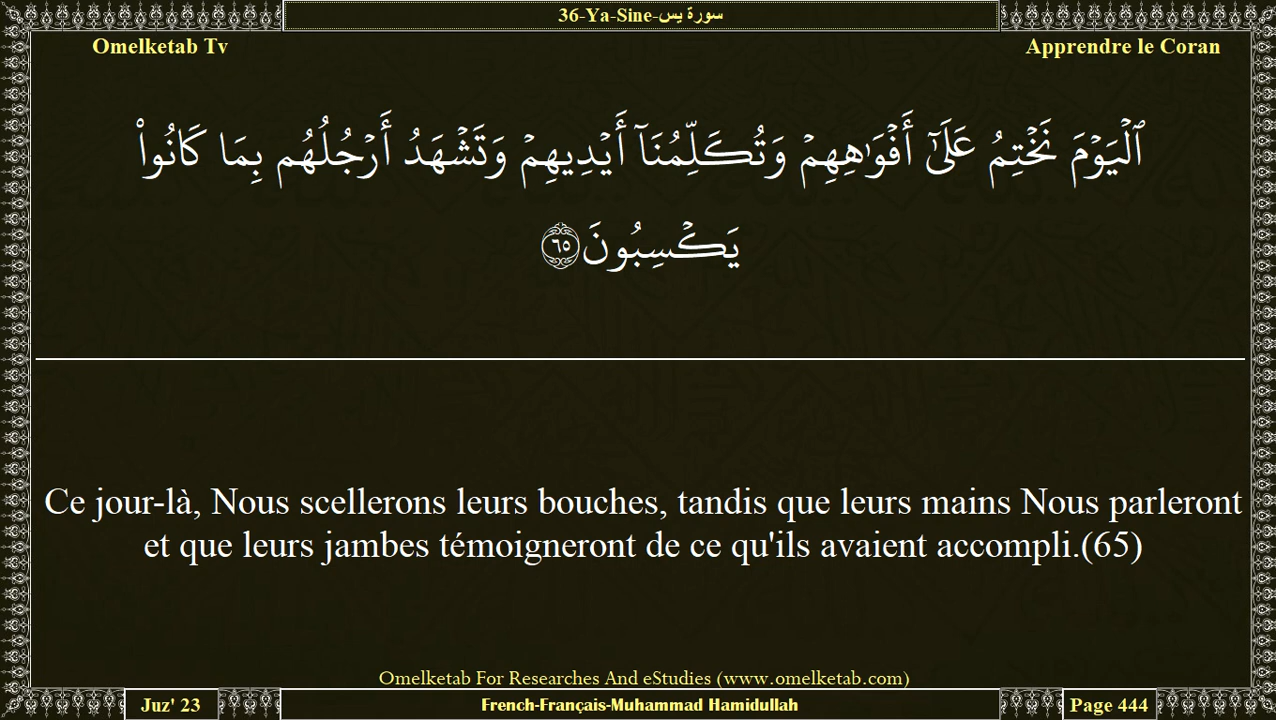 36-Ya-Sine-سورة يس
Omelketab Tv
Apprendre le Coran
ٱلۡيَوۡمَ نَخۡتِمُ عَلَىٰٓ أَفۡوَٰهِهِمۡ وَتُكَلِّمُنَآ أَيۡدِيهِمۡ وَتَشۡهَدُ أَرۡجُلُهُم بِمَا كَانُواْ
يَكۡسِبُونَ ٦٥
Ce jour-là, Nous scellerons leurs bouches, tandis que leurs mains Nous parleront
et que leurs jambes témoigneront de ce qu'ils avaient accompli.(65)
Omelketab For Researches And eStudies (www.omelketab.com)
Juz' 23
French-Français-Muhammad Hamidullah
Page 444